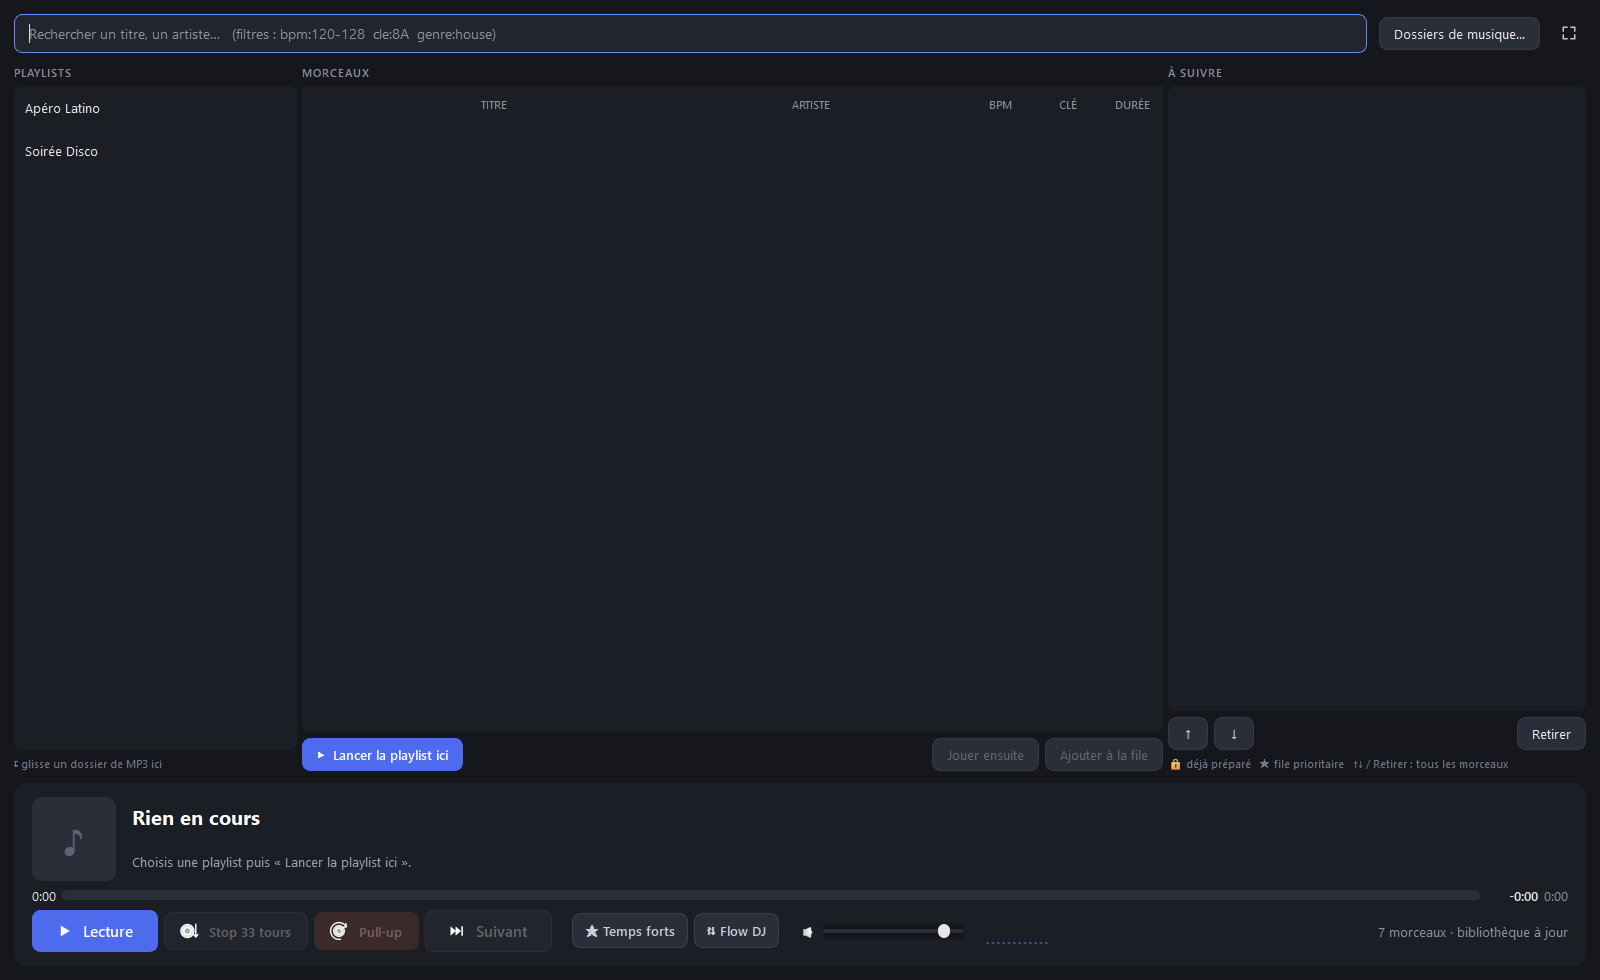 Rechercher un titre, un artiste... (filtres : bpm:120-128 cle:8A genre:house)
Dossiers de musique...
PLAYLISTS
MORCEAUX
À SUIVRE
Apéro Latino
Soirée Disco
TITRE
ARTISTE
BPM
CLÉ
DURÉE
↑
↓
Retirer
Lancer la playlist ici
Jouer ensuite
Ajouter à la file
glisse un dossier de MP3 ici
🔒 déjà préparé ★ file prioritaire ↑↓ / Retirer : tous les morceaux
Rien en cours
Choisis une playlist puis « Lancer la playlist ici ».
0:00
-0:00 0:00
Lecture
Stop 33 tours
Pull-up
Suivant
★ Temps forts
⇅ Flow DJ
7 morceaux · bibliothèque à jour